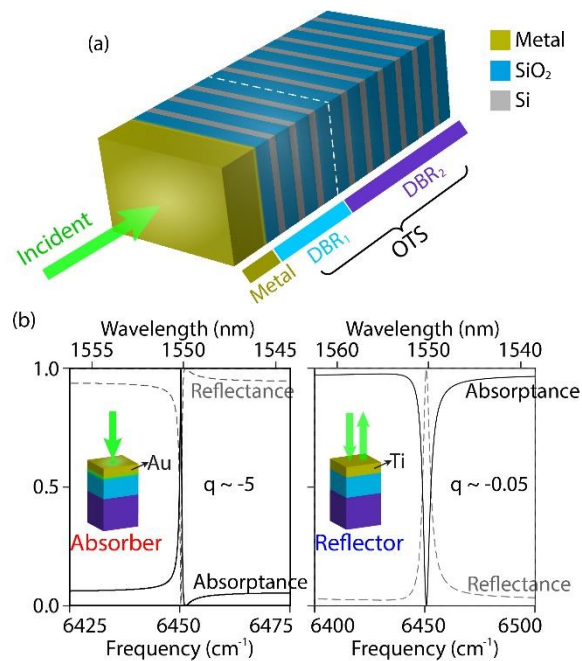 (a)
Metal
SiO₂
Si
Incident
Metal
DBR₁
DBR₂
OTS
(b)
Wavelength (nm)
1555 1550 1545
Wavelength (nm)
1560 1550 1540
1.0
0.5
0.0
Reflectance
Au
q ~ -5
Absorber
Absorptance
6425 6450 6475
Frequency (cm⁻¹)
Absorptance
Ti
q ~ -0.05
Reflector
Reflectance
6400 6450 6500
Frequency (cm⁻¹)